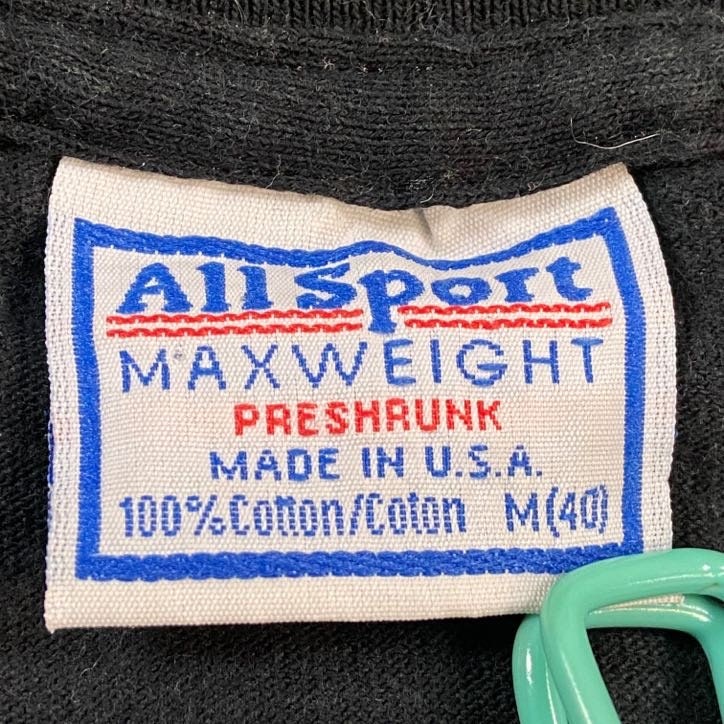 All Sport
MAXWEIGHT
PRESHRUNK
MADE IN U.S.A.
100% Cotton/Coton M(40)